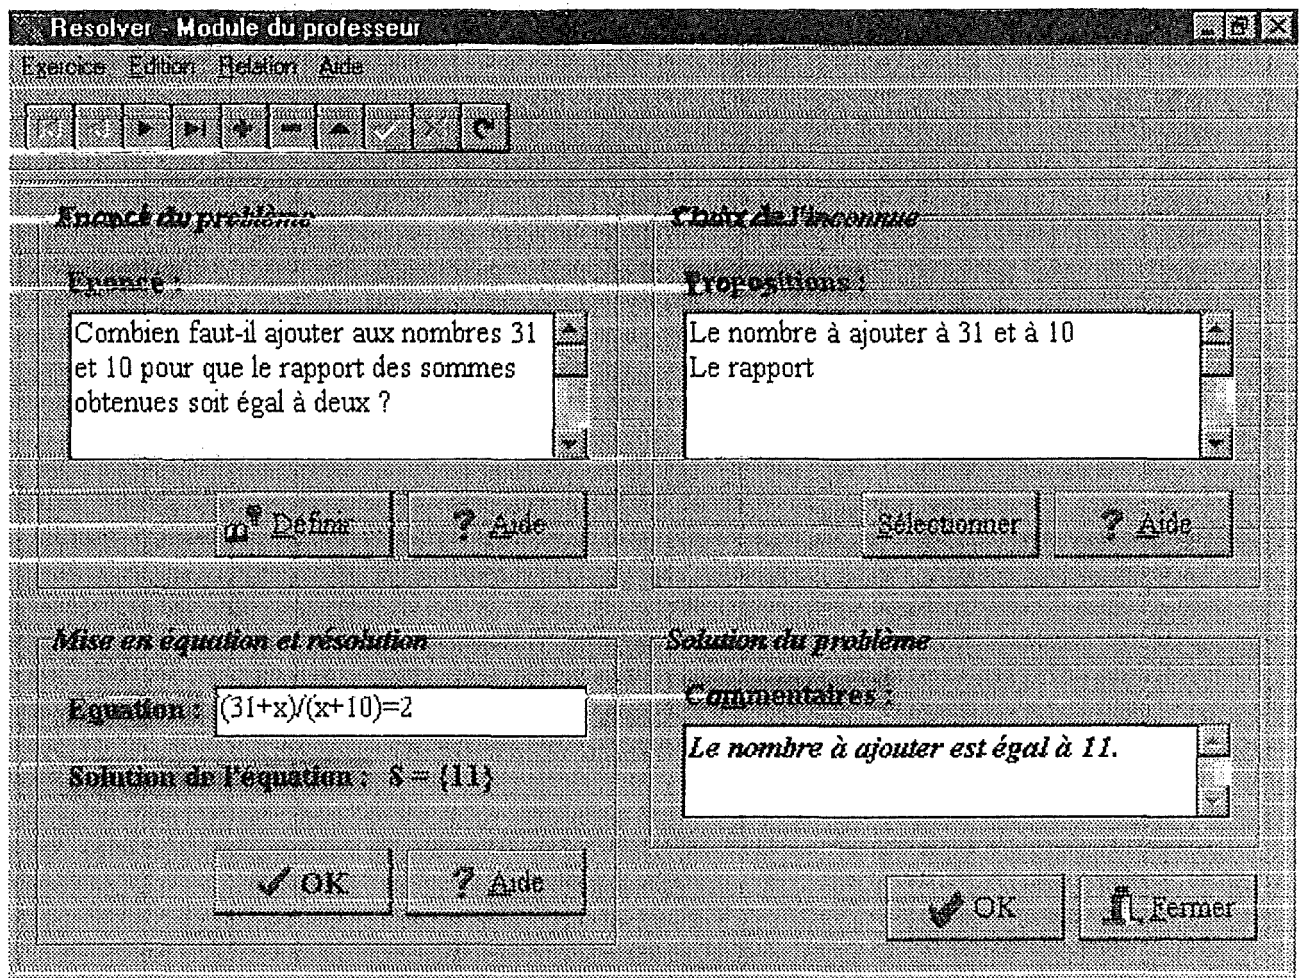 Resolver - Module du professeur
Exercice Edition Relation Aide
Enoncé du problème
Enoncé :
Combien faut-il ajouter aux nombres 31
et 10 pour que le rapport des sommes
obtenues soit égal à deux ?
Définir
? Aide
Choix de l'inconnue
Propositions :
Le nombre à ajouter à 31 et à 10
Le rapport
Sélectionner
? Aide
Mise en équation et résolution
Equation : (31+x)/(x+10)=2
Solution de l'équation : S = {11}
OK
? Aide
Solution du problème
Commentaires :
Le nombre à ajouter est égal à 11.
OK
Fermer